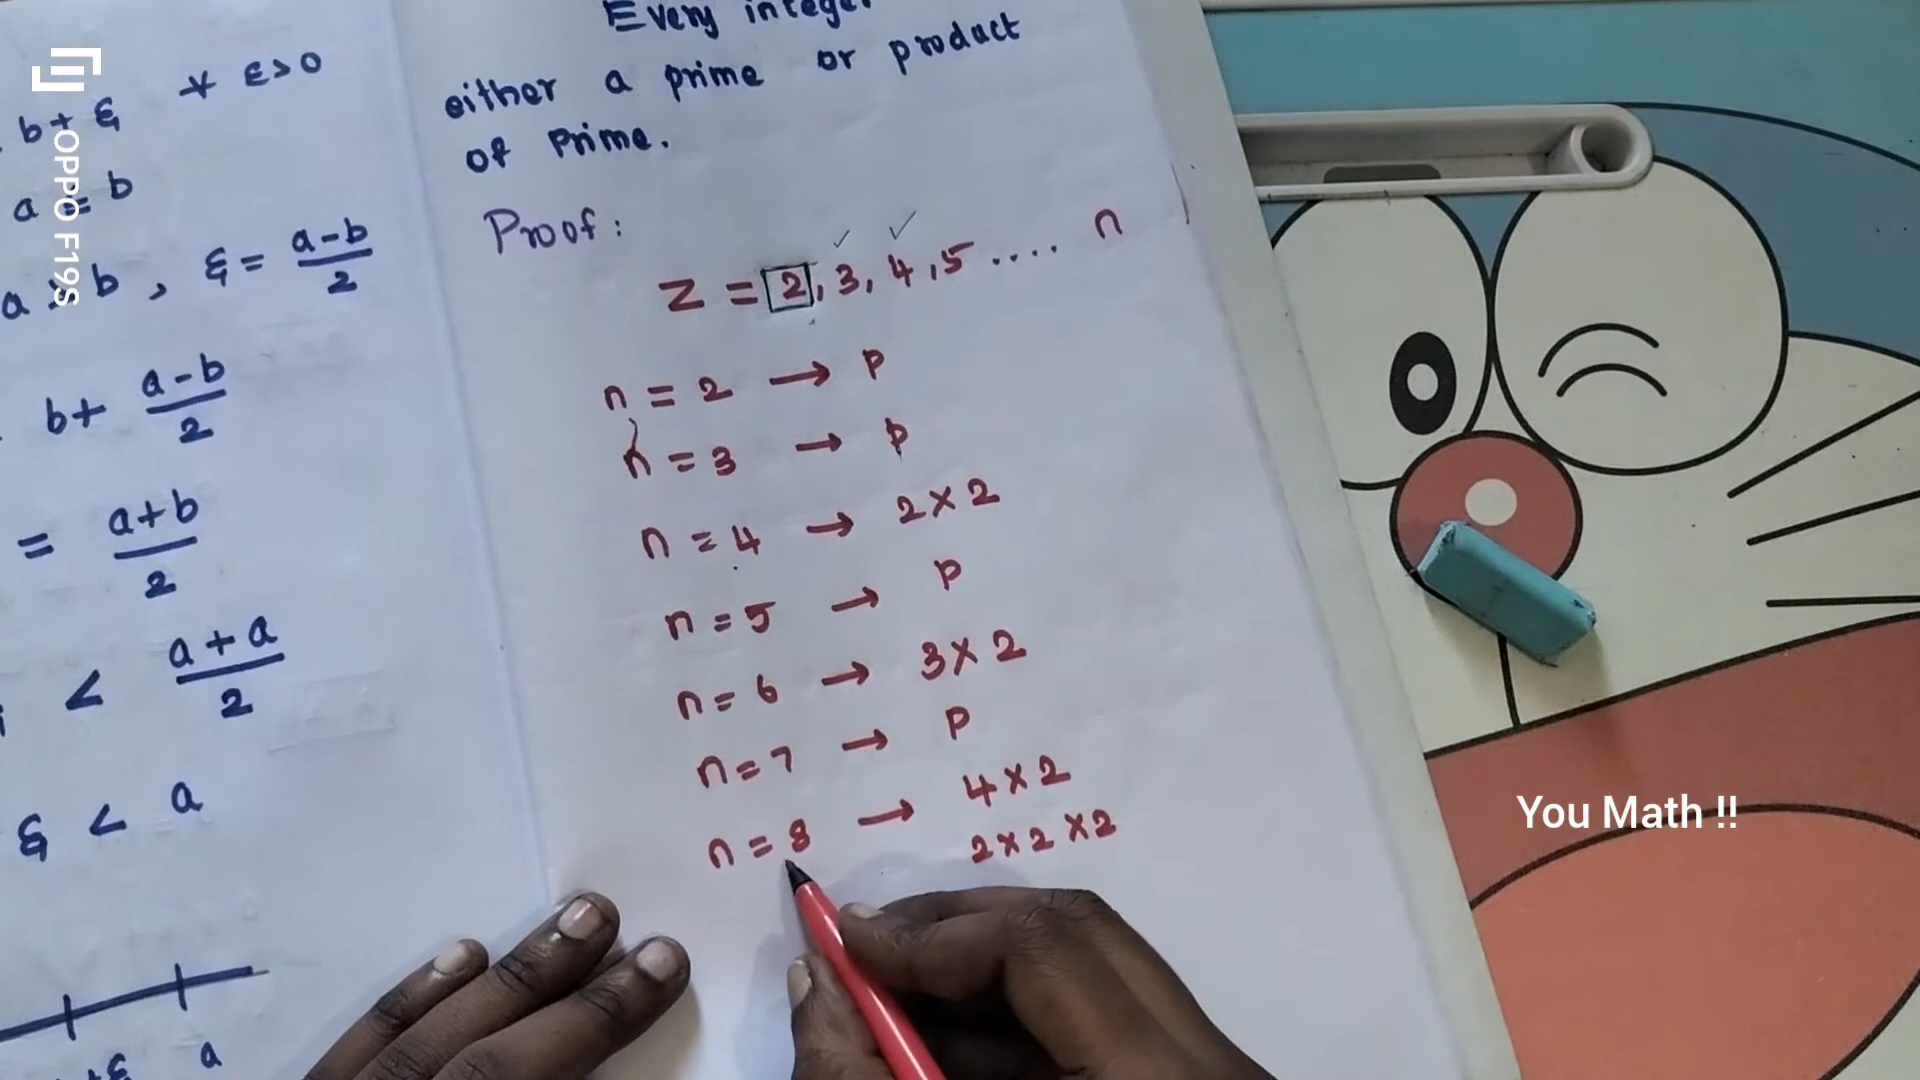 ∀ ε>0
b+ε
a = b
a > b, ε = a-b/2
b+ a-b/2
= a+b/2
< a+a/2
ε < a
+ε a
Every integer
either a prime or product
of prime.
Proof:
Z = 2, 3, 4, 5 .... n
n = 2 → P
n = 3 → P
n = 4 → 2×2
n = 5 → P
n = 6 → 3×2
n = 7 → P
n = 8 → 4×2
2×2×2
OPPO F19S
You Math !!